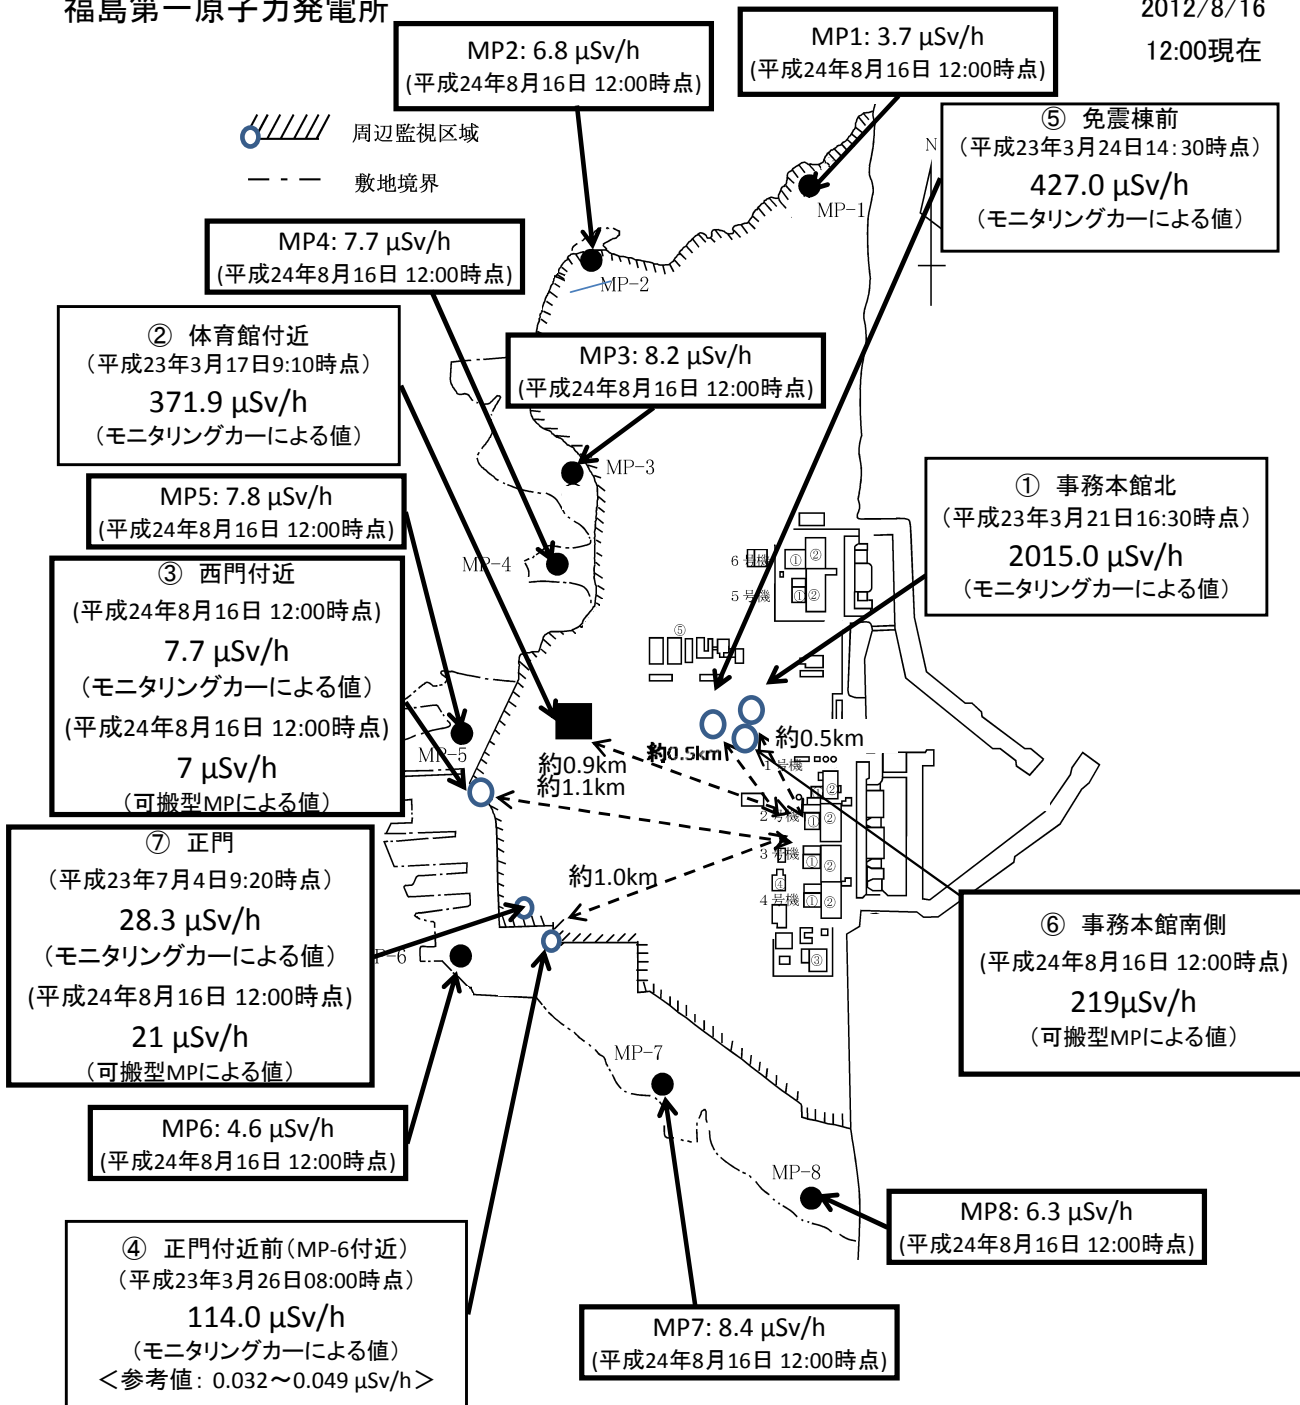 福島第一原子力発電所
2012/8/16
12:00現在
MP2: 6.8 μSv/h
(平成24年8月16日 12:00時点)
MP1: 3.7 μSv/h
(平成24年8月16日 12:00時点)
周辺監視区域
敷地境界
⑤ 免震棟前
(平成23年3月24日14:30時点)
427.0 μSv/h
(モニタリングカーによる値)
N
MP-1
MP4: 7.7 μSv/h
(平成24年8月16日 12:00時点)
MP-2
② 体育館付近
(平成23年3月17日9:10時点)
371.9 μSv/h
(モニタリングカーによる値)
MP3: 8.2 μSv/h
(平成24年8月16日 12:00時点)
MP-3
MP5: 7.8 μSv/h
(平成24年8月16日 12:00時点)
① 事務本館北
(平成23年3月21日16:30時点)
2015.0 μSv/h
(モニタリングカーによる値)
MP-4
6号機
① ②
5号機
① ②
③ 西門付近
(平成24年8月16日 12:00時点)
7.7 μSv/h
(モニタリングカーによる値)
(平成24年8月16日 12:00時点)
7 μSv/h
(可搬型MPによる値)
⑤
MP-5
約0.9km
約1.1km
約0.5km
約0.5km
1号機
②
2号機
① ②
3号機
① ②
④
4号機
① ②
③
約1.0km
⑦ 正門
(平成23年7月4日9:20時点)
28.3 μSv/h
(モニタリングカーによる値)
(平成24年8月16日 12:00時点)
21 μSv/h
(可搬型MPによる値)
P-6
⑥ 事務本館南側
(平成24年8月16日 12:00時点)
219μSv/h
(可搬型MPによる値)
MP-7
MP6: 4.6 μSv/h
(平成24年8月16日 12:00時点)
MP-8
MP8: 6.3 μSv/h
(平成24年8月16日 12:00時点)
④ 正門付近前(MP-6付近)
(平成23年3月26日08:00時点)
114.0 μSv/h
(モニタリングカーによる値)
＜参考値: 0.032～0.049 μSv/h＞
MP7: 8.4 μSv/h
(平成24年8月16日 12:00時点)